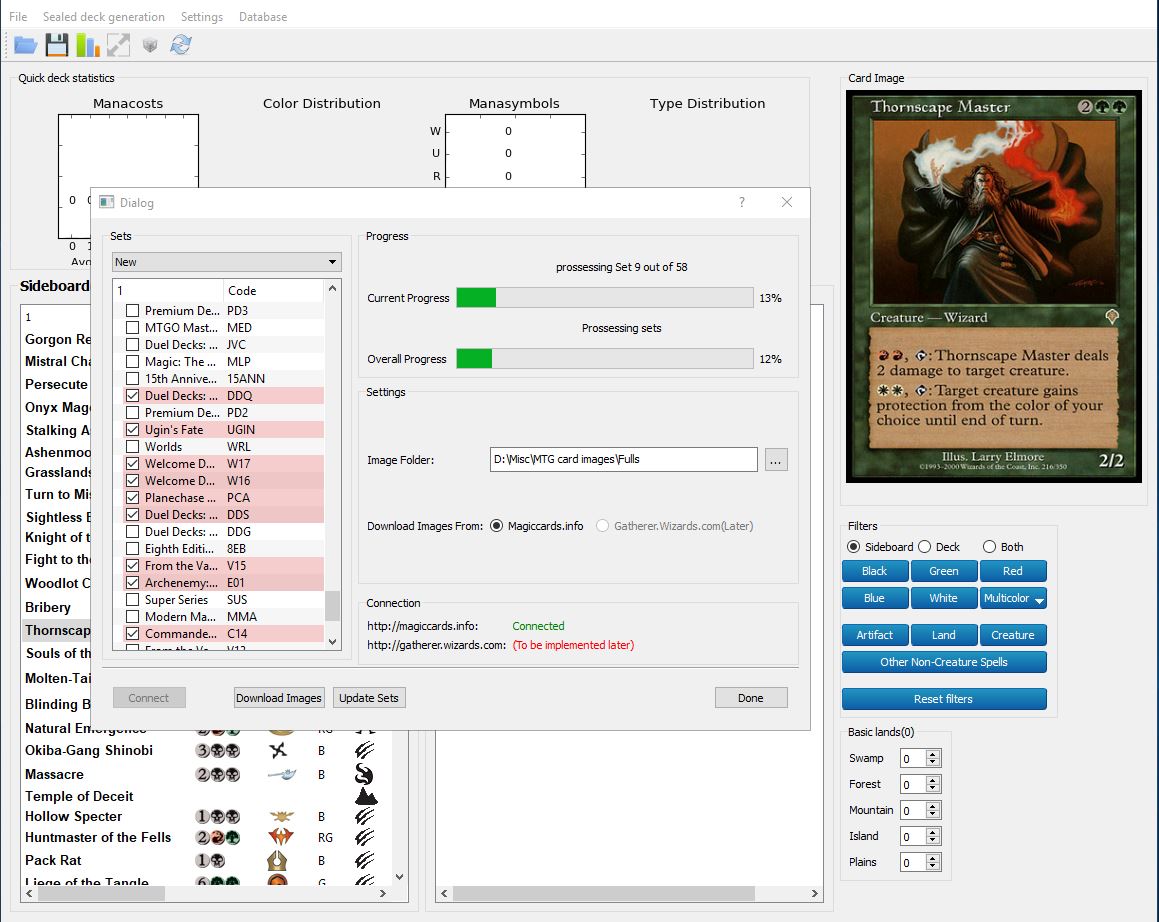 File Sealed deck generation Settings Database
Quick deck statistics
Manacosts Color Distribution Manasymbols Type Distribution
W 0
U 0
R 0
0
0 1
Dialog ? ×
Sets
New
1 Code
Premium De... PD3
MTGO Mast... MED
Duel Decks: ... JVC
Magic: The ... MLP
15th Annive... 15ANN
Duel Decks: ... DDQ
Premium De... PD2
Ugin's Fate UGIN
Worlds WRL
Welcome D... W17
Welcome D... W16
Planechase ... PCA
Duel Decks: ... DDS
Duel Decks: ... DDG
Eighth Editi... 8EB
From the Va... V15
Archenemy:... E01
Super Series SUS
Modern Ma... MMA
Commande... C14
Progress
prossessing Set 9 out of 58
Current Progress 13%
Prossessing sets
Overall Progress 12%
Settings
Image Folder: D:\Misc\MTG card images\Fulls ...
Download Images From: Magiccards.info Gatherer.Wizards.com(Later)
Connection
http://magiccards.info: Connected
http://gatherer.wizards.com: (To be implemented later)
Connect Download Images Update Sets Done
Sideboard
1
Gorgon Re
Mistral Cha
Persecute
Onyx Mag
Stalking A
Ashenmoo
Grasslands
Turn to Mis
Sightless
Knight of t
Fight to the
Woodlot C
Bribery
Thornscap
Souls of th
Molten-Tai
Blinding B
Natural Emergence RG
Okiba-Gang Shinobi 3 B
Massacre 2 B
Temple of Deceit
Hollow Specter 1 B
Huntmaster of the Fells 2 RG
Pack Rat 1 B
Liege of the Tangle 6 G
Card Image
Thornscape Master 2
Creature — Wizard
, : Thornscape Master deals
2 damage to target creature.
, : Target creature gains
protection from the color of your
choice until end of turn.
Illus. Larry Elmore
©1993–2000 Wizards of the Coast, Inc. 216/350
2/2
Filters
Sideboard Deck Both
Black Green Red
Blue White Multicolor
Artifact Land Creature
Other Non-Creature Spells
Reset filters
Basic lands(0)
Swamp 0
Forest 0
Mountain 0
Island 0
Plains 0